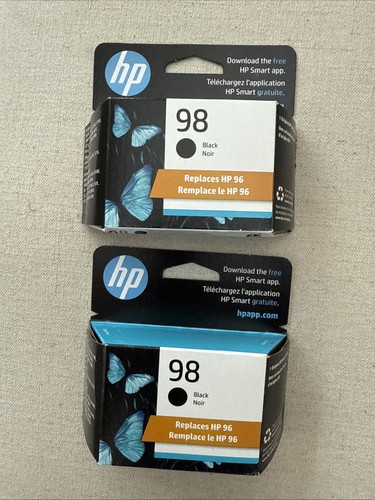 hp
Download the free
HP Smart app.
Téléchargez l'application
HP Smart gratuite.
98
Black
Noir
Replaces HP 96
Remplace le HP 96
hp
Download the free
HP Smart app.
Téléchargez l'application
HP Smart gratuite.
hpapp.com
98
Black
Noir
Replaces HP 96
Remplace le HP 96